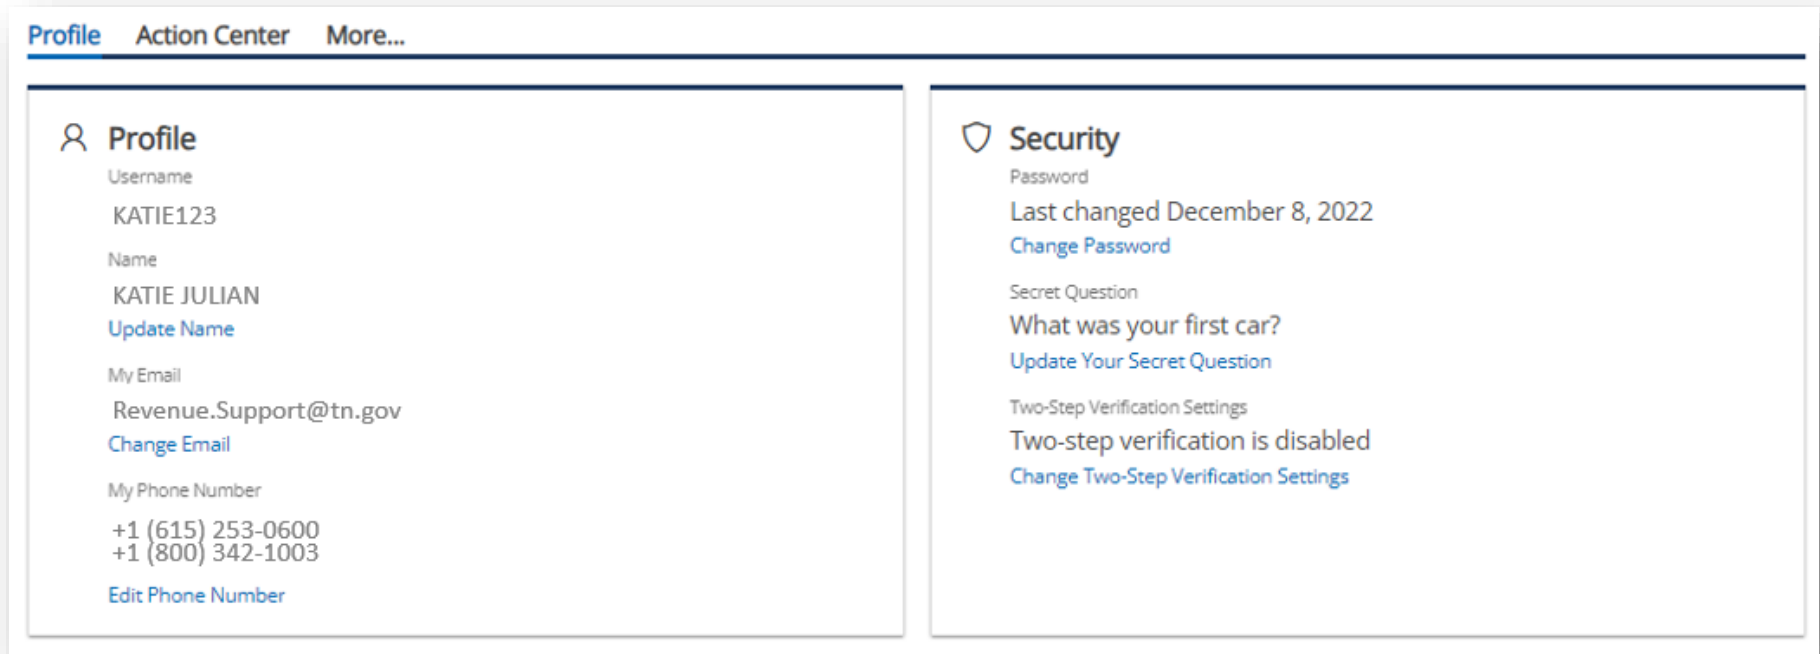 Profile Action Center More...
Profile
Username
KATIE123
Name
KATIE JULIAN
Update Name
My Email
Revenue.Support@tn.gov
Change Email
My Phone Number
+1 (615) 253-0600
+1 (800) 342-1003
Edit Phone Number
Security
Password
Last changed December 8, 2022
Change Password
Secret Question
What was your first car?
Update Your Secret Question
Two-Step Verification Settings
Two-step verification is disabled
Change Two-Step Verification Settings